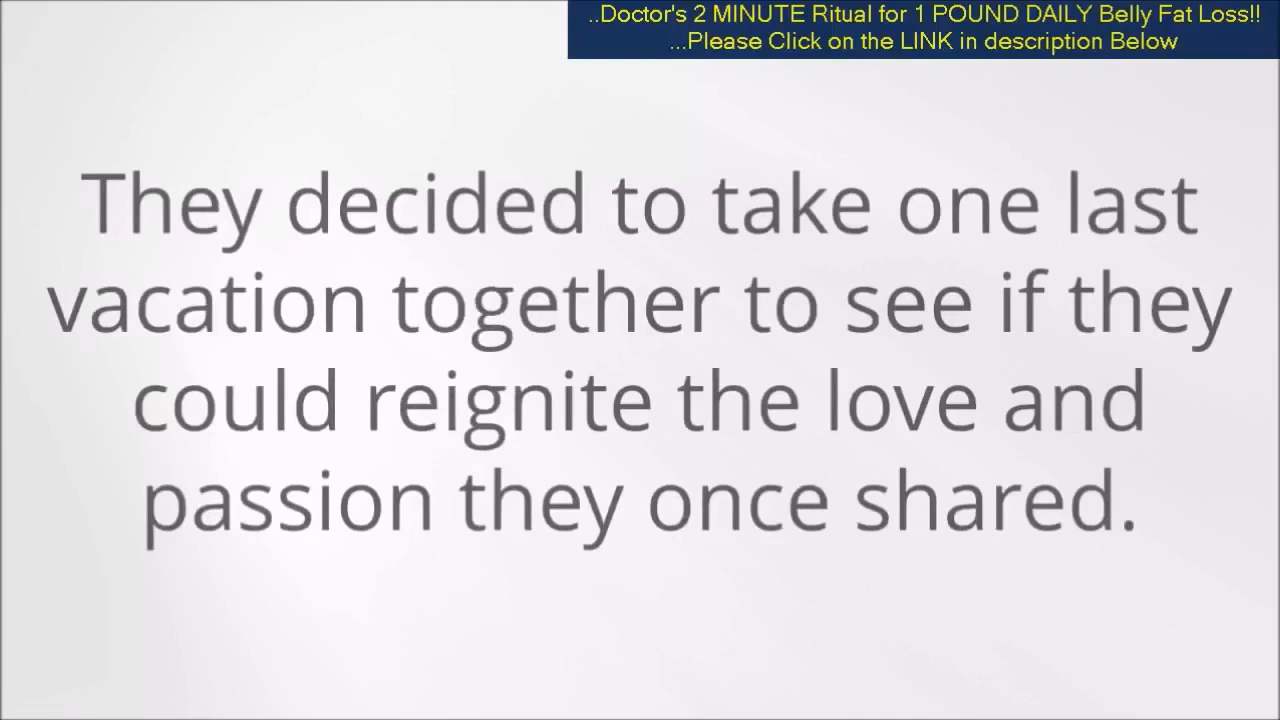 ..Doctor's 2 MINUTE Ritual for 1 POUND DAILY Belly Fat Loss!!
...Please Click on the LINK in description Below
They decided to take one last
vacation together to see if they
could reignite the love and
passion they once shared.